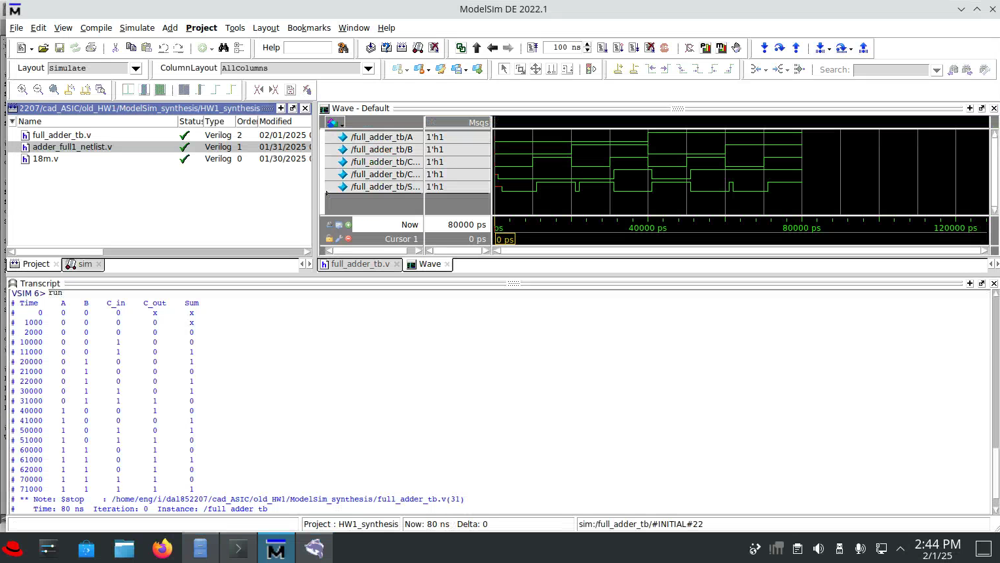 ModelSim DE 2022.1
File Edit View Compile Simulate Add Project Tools Layout Bookmarks Window Help
Help 100 ns
Layout Simulate ColumnLayout AllColumns Search:
2207/cad_ASIC/old_HW1/ModelSim_synthesis/HW1_synthesis
Wave - Default
Name Status Type Order Modified
full_adder_tb.v Verilog 2 02/01/2025 0
adder_full1_netlist.v Verilog 1 01/31/2025 0
18m.v Verilog 0 01/30/2025 0
Msgs
/full_adder_tb/A 1'h1
/full_adder_tb/B 1'h1
/full_adder_tb/C... 1'h1
/full_adder_tb/C... 1'h1
/full_adder_tb/S... 1'h1
Now 80000 ps ps 40000 ps 80000 ps 120000 ps
Cursor 1 0 ps 0 ps
Project sim full_adder_tb.v Wave
Transcript
VSIM 6> run
# Time A B C_in C_out Sum
# 0 0 0 0 x x
# 1000 0 0 0 0 x
# 2000 0 0 0 0 0
# 10000 0 0 1 0 0
# 11000 0 0 1 0 1
# 20000 0 1 0 0 1
# 21000 0 1 0 0 0
# 22000 0 1 0 0 1
# 30000 0 1 1 0 1
# 31000 0 1 1 1 0
# 40000 1 0 0 1 0
# 41000 1 0 0 0 1
# 50000 1 0 1 0 1
# 51000 1 0 1 1 0
# 60000 1 1 0 1 0
# 61000 1 1 0 1 1
# 62000 1 1 0 1 0
# 70000 1 1 1 1 0
# 71000 1 1 1 1 1
# ** Note: $stop : /home/eng/i/dal852207/cad_ASIC/old_HW1/ModelSim_synthesis/full_adder_tb.v(31)
# Time: 80 ns Iteration: 0 Instance: /full_adder_tb
Project : HW1_synthesis Now: 80 ns Delta: 0 sim:/full_adder_tb/#INITIAL#22
2:44 PM
2/1/25